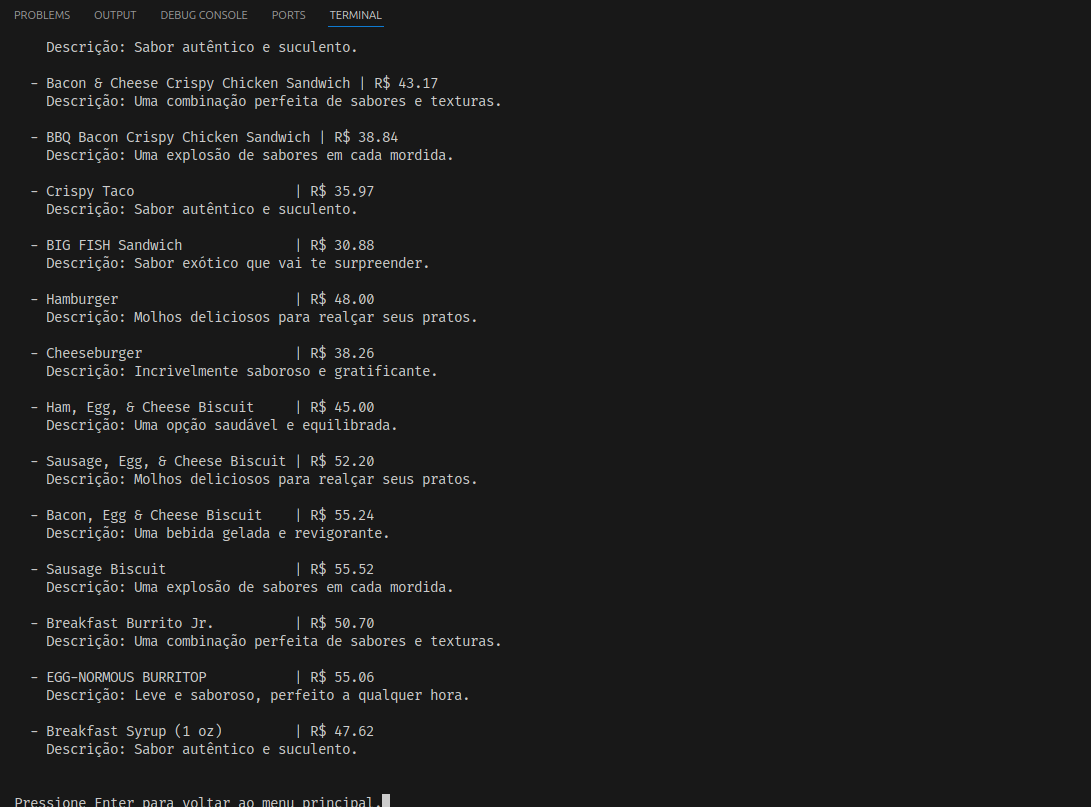 PROBLEMS OUTPUT DEBUG CONSOLE PORTS TERMINAL
Descrição: Sabor autêntico e suculento.
- Bacon & Cheese Crispy Chicken Sandwich | R$ 43.17
Descrição: Uma combinação perfeita de sabores e texturas.
- BBQ Bacon Crispy Chicken Sandwich | R$ 38.84
Descrição: Uma explosão de sabores em cada mordida.
- Crispy Taco | R$ 35.97
Descrição: Sabor autêntico e suculento.
- BIG FISH Sandwich | R$ 30.88
Descrição: Sabor exótico que vai te surpreender.
- Hamburger | R$ 48.00
Descrição: Molhos deliciosos para realçar seus pratos.
- Cheeseburger | R$ 38.26
Descrição: Incrivelmente saboroso e gratificante.
- Ham, Egg, & Cheese Biscuit | R$ 45.00
Descrição: Uma opção saudável e equilibrada.
- Sausage, Egg, & Cheese Biscuit | R$ 52.20
Descrição: Molhos deliciosos para realçar seus pratos.
- Bacon, Egg & Cheese Biscuit | R$ 55.24
Descrição: Uma bebida gelada e revigorante.
- Sausage Biscuit | R$ 55.52
Descrição: Uma explosão de sabores em cada mordida.
- Breakfast Burrito Jr. | R$ 50.70
Descrição: Uma combinação perfeita de sabores e texturas.
- EGG-NORMOUS BURRITOP | R$ 55.06
Descrição: Leve e saboroso, perfeito a qualquer hora.
- Breakfast Syrup (1 oz) | R$ 47.62
Descrição: Sabor autêntico e suculento.
Pressione Enter para voltar ao menu principal.